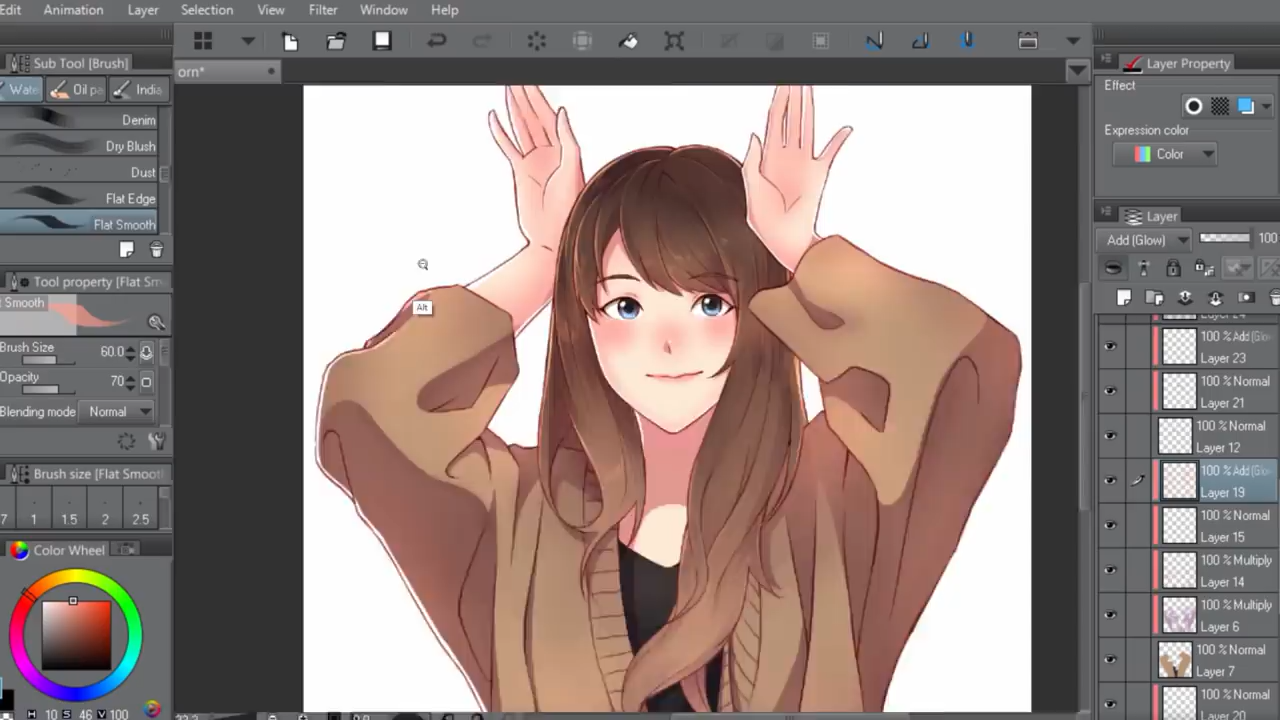 Edit Animation Layer Selection View Filter Window Help
Sub Tool [Brush]
Wate Oil pa India
Denim
Dry Blush
Dust
Flat Edge
Flat Smooth
Tool property [Flat Sm
t Smooth
Brush Size 60.0
Opacity 70
Blending mode Normal
Brush size [Flat Smoot
7 1 1.5 2 2.5
Color Wheel
H 10 S 46 V 100
orn*
Alt
Layer Property
Effect
Expression color
Color
Layer
Add (Glow) 100
100 % Add (Glo
Layer 23
100 % Normal
Layer 21
100 % Normal
Layer 12
100 % Add (Glo
Layer 19
100 % Normal
Layer 15
100 % Multiply
Layer 14
100 % Multiply
Layer 6
100 % Normal
Layer 7
100 % Normal
Layer 20